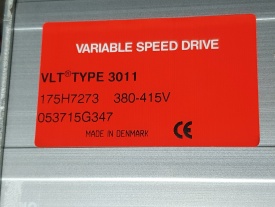 VARIABLE SPEED DRIVE
VLT® TYPE 3011
175H7273 380-415V
053715G347
MADE IN DENMARK CE